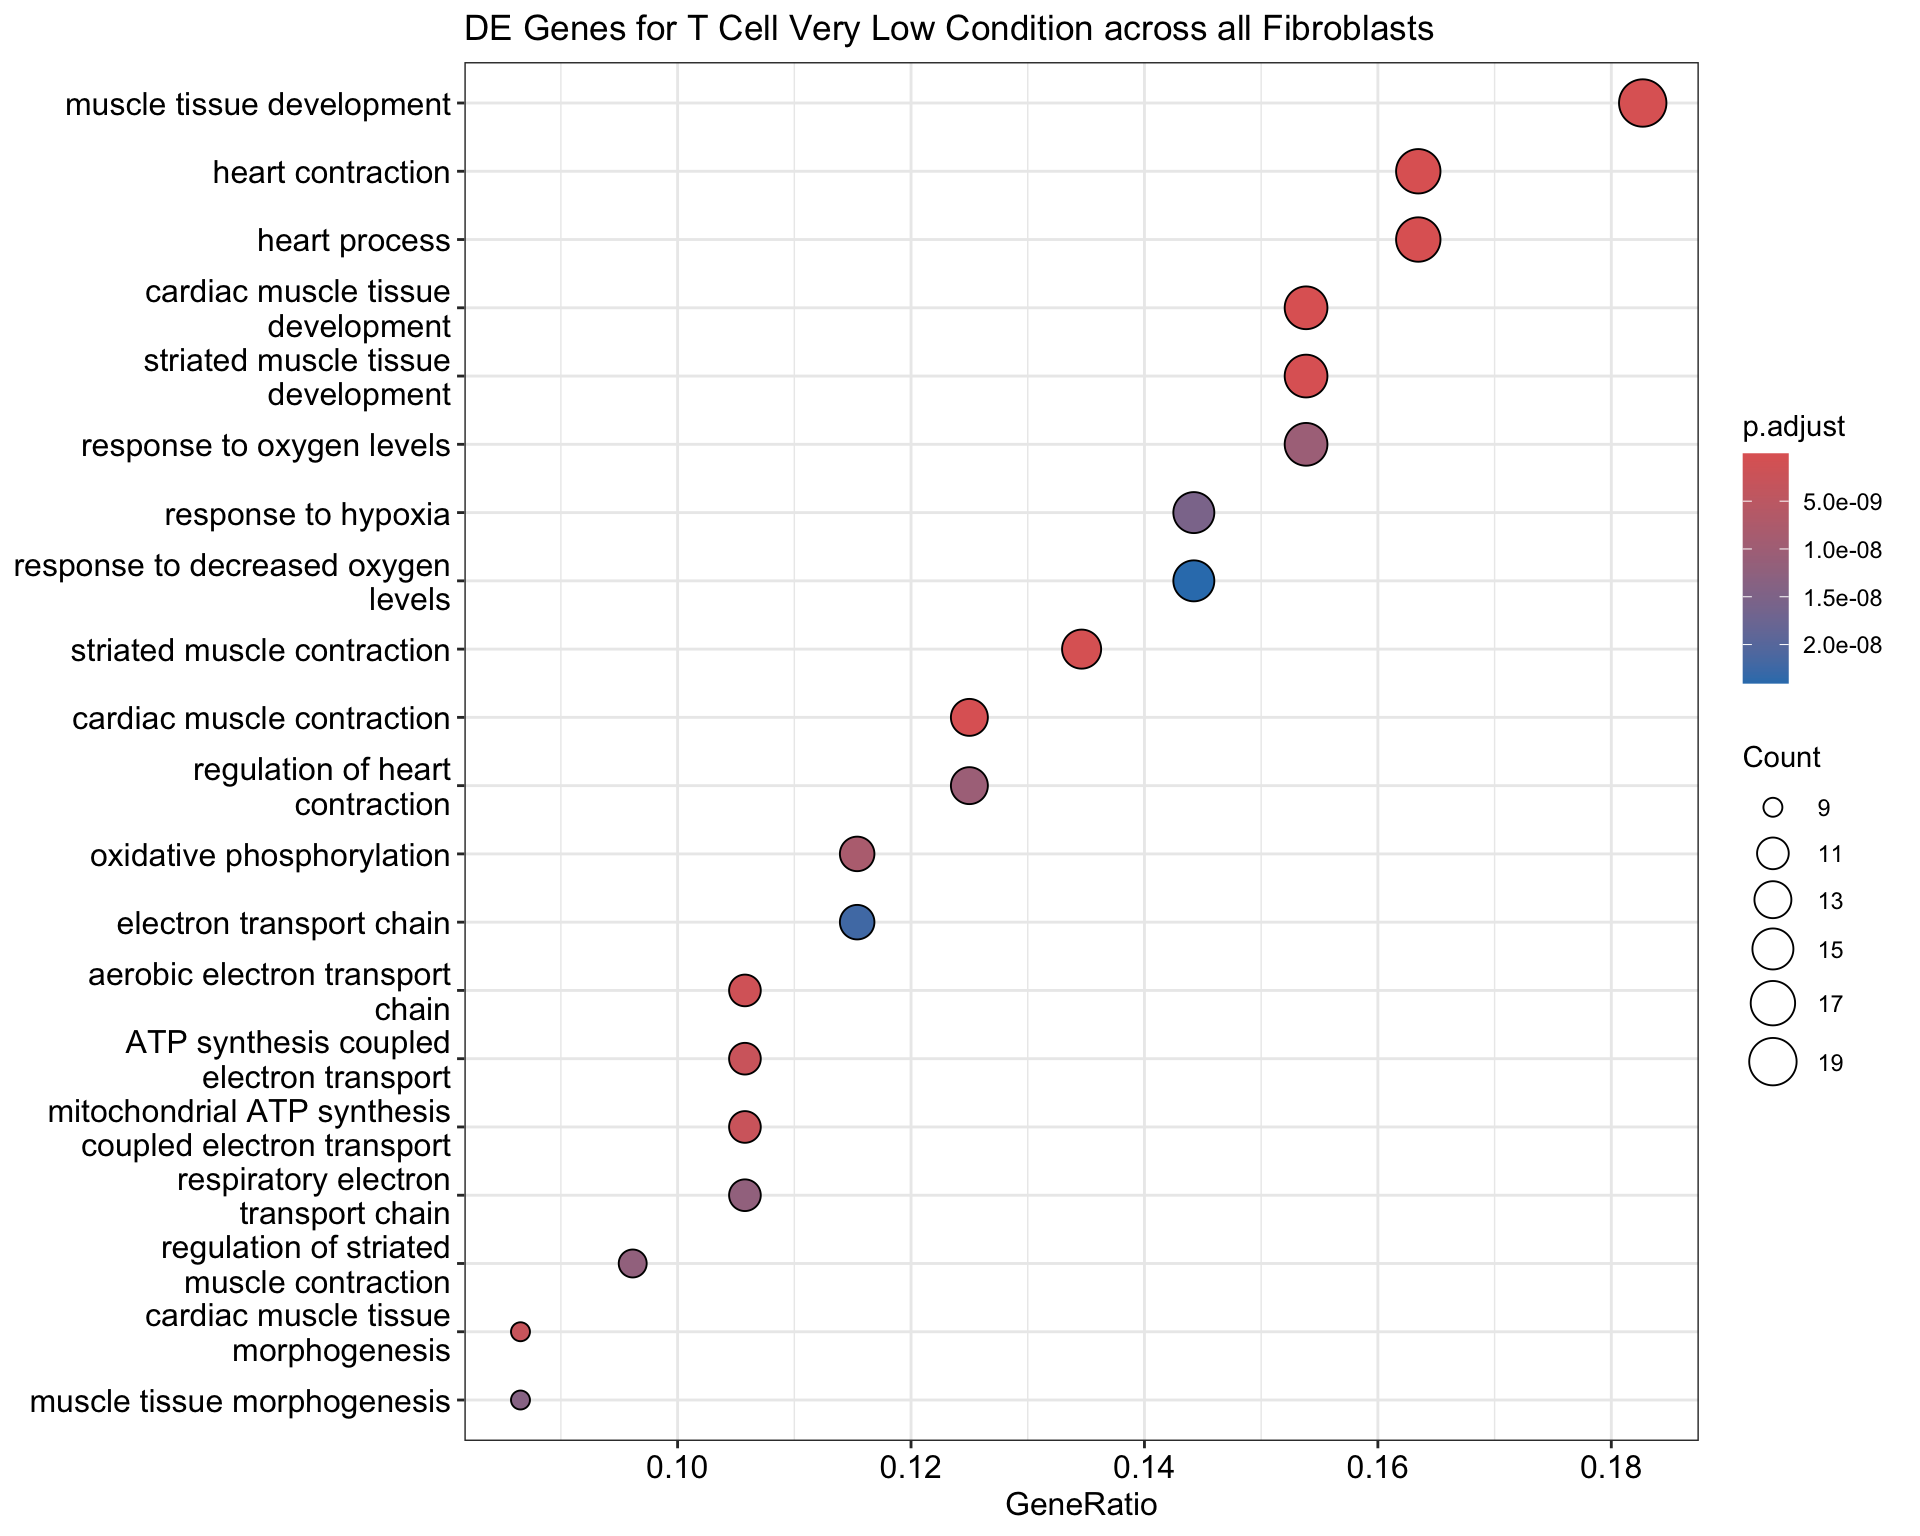 DE Genes for T Cell Very Low Condition across all Fibroblasts
muscle tissue development
heart contraction
heart process
cardiac muscle tissue
development
striated muscle tissue
development
response to oxygen levels
response to hypoxia
response to decreased oxygen
levels
striated muscle contraction
cardiac muscle contraction
regulation of heart
contraction
oxidative phosphorylation
electron transport chain
aerobic electron transport
chain
ATP synthesis coupled
electron transport
mitochondrial ATP synthesis
coupled electron transport
respiratory electron
transport chain
regulation of striated
muscle contraction
cardiac muscle tissue
morphogenesis
muscle tissue morphogenesis
0.10 0.12 0.14 0.16 0.18
GeneRatio
p.adjust
5.0e-09
1.0e-08
1.5e-08
2.0e-08
Count
9
11
13
15
17
19